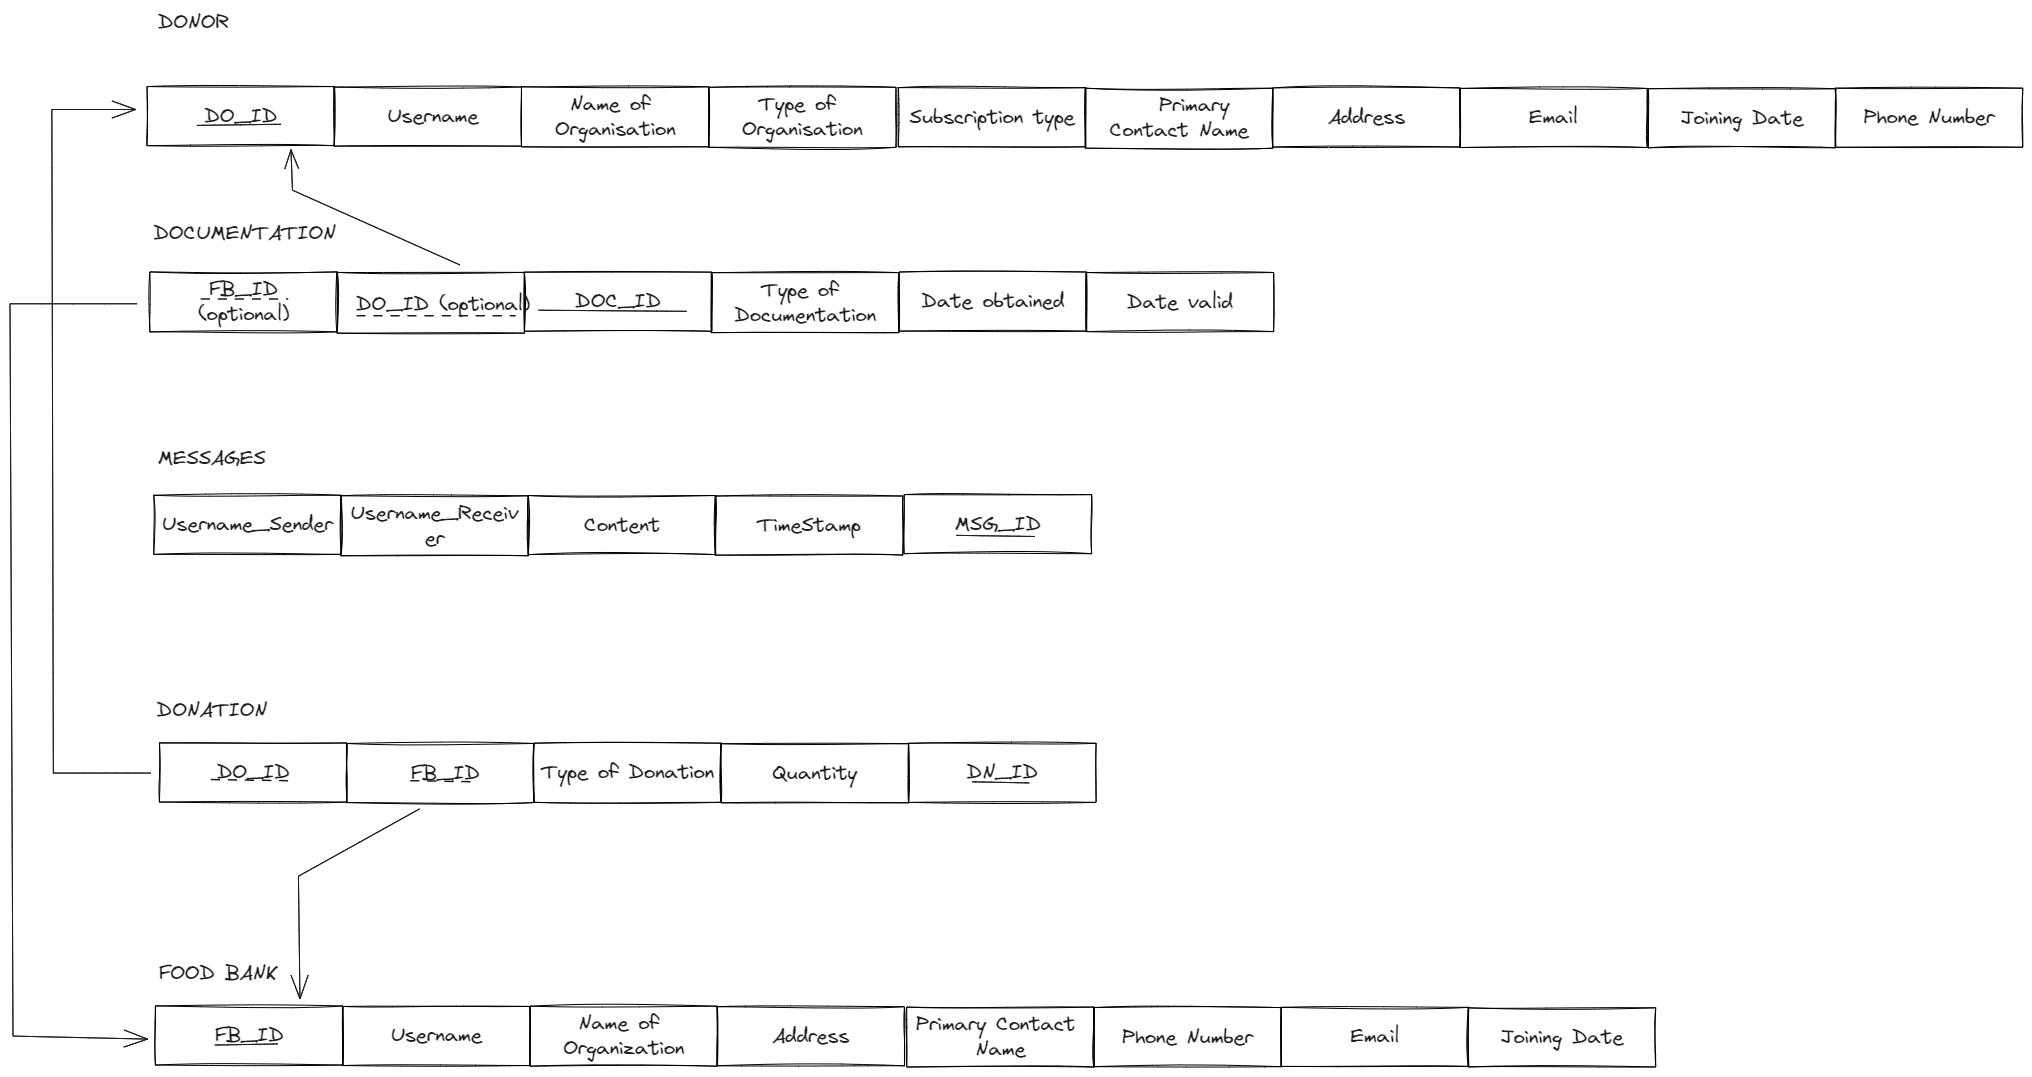 DONOR
DO_ID
Username
Name of
Organisation
Type of
Organisation
Subscription type
Primary
Contact Name
Address
Email
Joining Date
Phone Number
DOCUMENTATION
FB_ID
(optional)
DO_ID (optional)
DOC_ID
Type of
Documentation
Date obtained
Date valid
MESSAGES
Username_Sender
Username_Receiv
er
Content
TimeStamp
MSG_ID
DONATION
DO_ID
FB_ID
Type of Donation
Quantity
DN_ID
FOOD BANK
FB_ID
Username
Name of
Organization
Address
Primary Contact
Name
Phone Number
Email
Joining Date